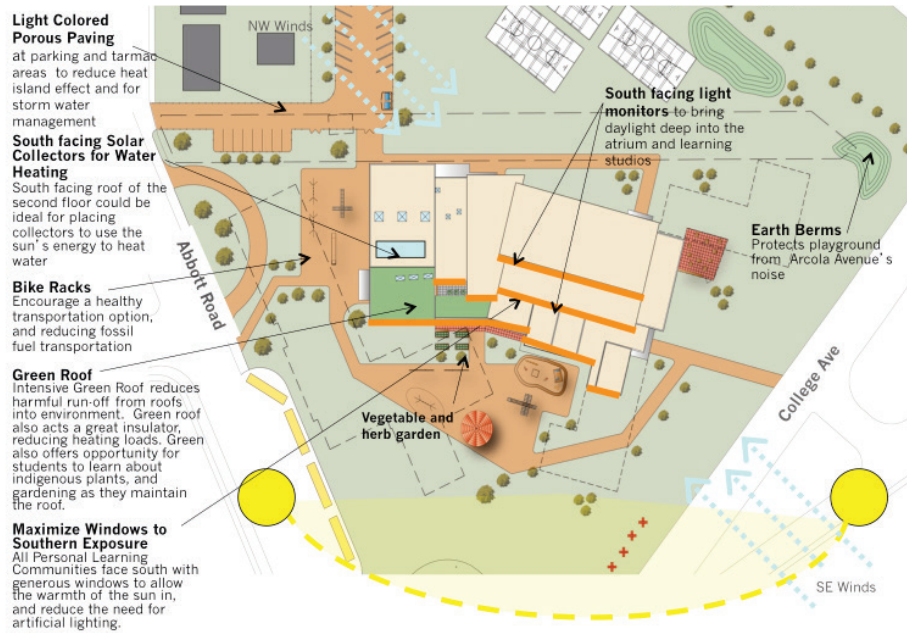 Light Colored
Porous Paving
at parking and tarmac
areas to reduce heat
island effect and for
storm water
management
South facing Solar
Collectors for Water
Heating
South facing roof of the
second floor could be
ideal for placing
collectors to use the
sun's energy to heat
water
Bike Racks
Encourage a healthy
transportation option,
and reducing fossil
fuel transportation
Green Roof
Intensive Green Roof reduces
harmful run-off from roofs
into environment. Green roof
also acts a great insulator,
reducing heating loads. Green
also offers opportunity for
students to learn about
indigenous plants, and
gardening as they maintain
the roof.
Maximize Windows to
Southern Exposure
All Personal Learning
Communities face south with
generous windows to allow
the warmth of the sun in,
and reduce the need for
artificial lighting.
NW Winds
Abbott Road
South facing light
monitors to bring
daylight deep into the
atrium and learning
studios
Earth Berms
Protects playground
from Arcola Avenue's
noise
Vegetable and
herb garden
College Ave
SE Winds